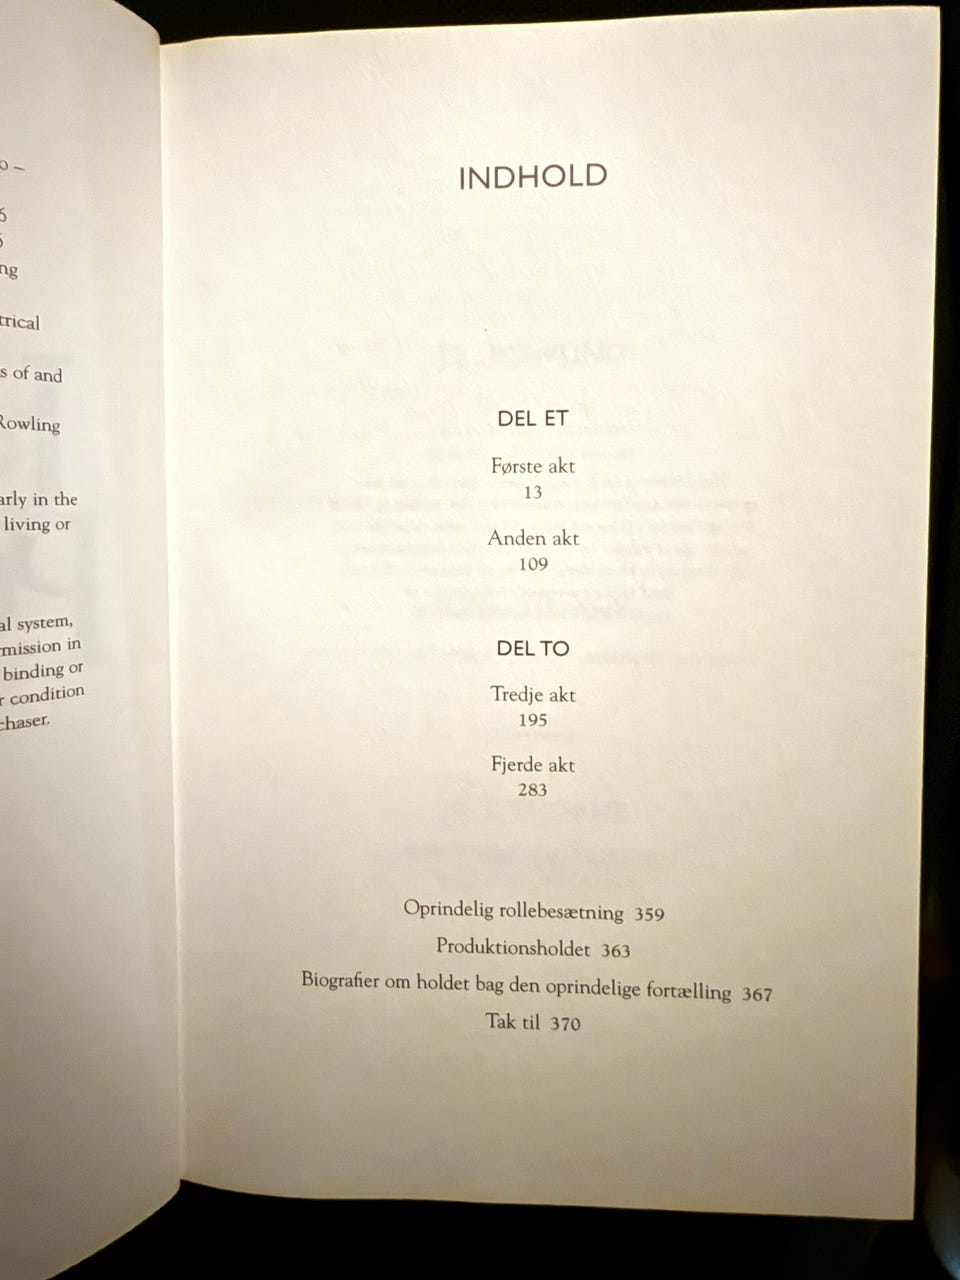 trical
s of and
Rowling
arly in the
living or
al system,
mission in
binding or
r condition
chaser.
INDHOLD
DEL ET
Første akt
13
Anden akt
109
DEL TO
Tredje akt
195
Fjerde akt
283
Oprindelig rollebesætning 359
Produktionsholdet 363
Biografier om holdet bag den oprindelige fortælling 367
Tak til 370